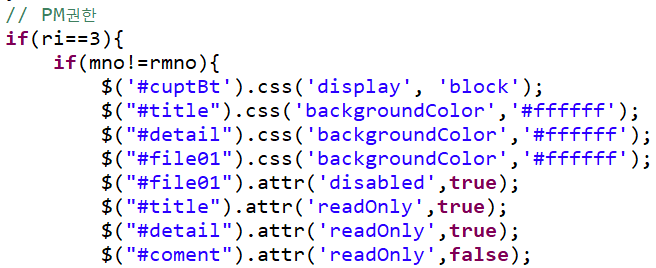 // PM권한
if(ri==3){
    if(mno!=rmno){
        $('#cuptBt').css('display', 'block');
        $("#title").css('backgroundColor','#ffffff');
        $("#detail").css('backgroundColor','#ffffff');
        $("#file01").css('backgroundColor','#ffffff');
        $("#file01").attr('disabled',true);
        $("#title").attr('readOnly',true);
        $("#detail").attr('readOnly',true);
        $("#coment").attr('readOnly',false);